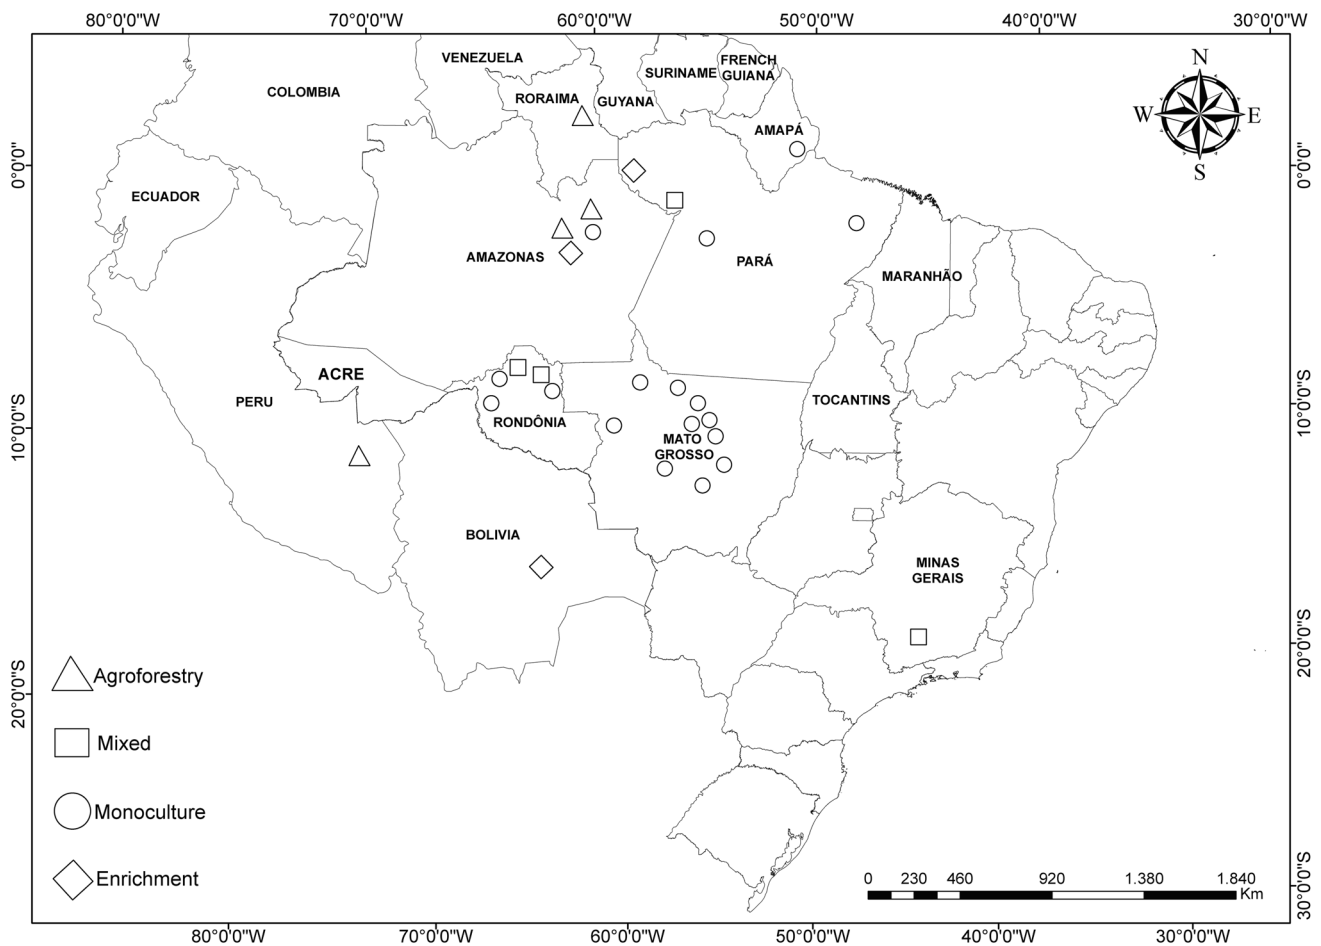 80°0'0"W 70°0'0"W 60°0'0"W 50°0'0"W 40°0'0"W 30°0'0"W
VENEZUELA
FRENCH
GUIANA
SURINAME
COLOMBIA
RORAIMA
GUYANA
AMAPÁ
N
W E
S
0°0'0"
0°0'0"
ECUADOR
AMAZONAS
PARÁ
MARANHÃO
ACRE
PERU
TOCANTINS
RONDÔNIA
MATO
GROSSO
10°0'0"S
10°0'0"S
BOLIVIA
MINAS
GERAIS
20°0'0"S
20°0'0"S
Agroforestry
Mixed
Monoculture
Enrichment
0 230 460 920 1.380 1.840
Km
30°0'0"S
80°0'0"W 70°0'0"W 60°0'0"W 50°0'0"W 40°0'0"W 30°0'0"W